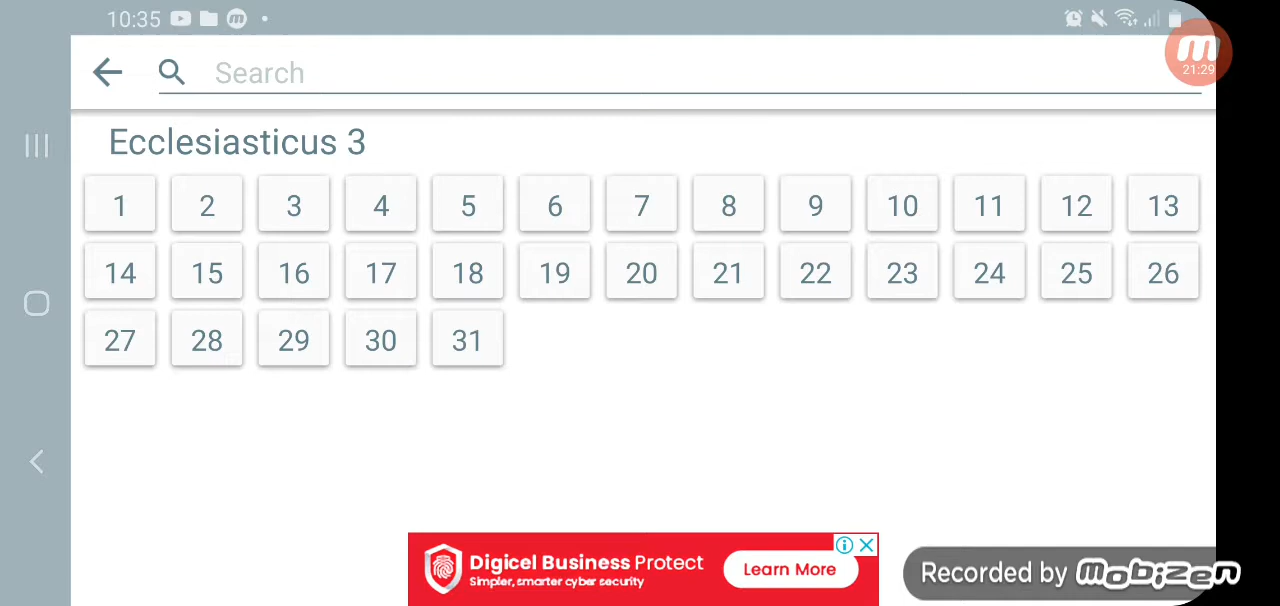 10:35
21:29
Search
Ecclesiasticus 3
1 2 3 4 5 6 7 8 9 10 11 12 13
14 15 16 17 18 19 20 21 22 23 24 25 26
27 28 29 30 31
Digicel Business Protect
Simpler, smarter cyber security
Learn More
Recorded by mobizen